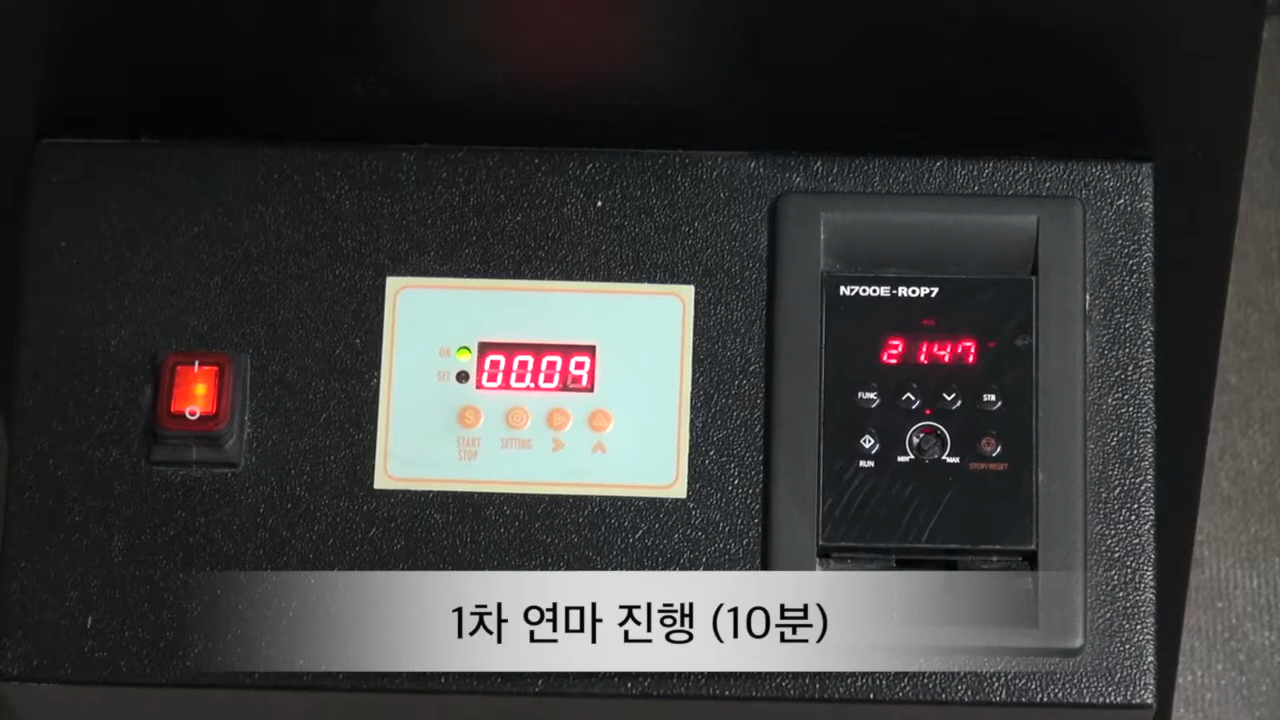 N700E-ROP7
ON
SET
00.09
21.47
FUNC
STR
START
STOP
SETTING
RUN
MIN
MAX
STOP/RESET
1차 연마 진행 (10분)